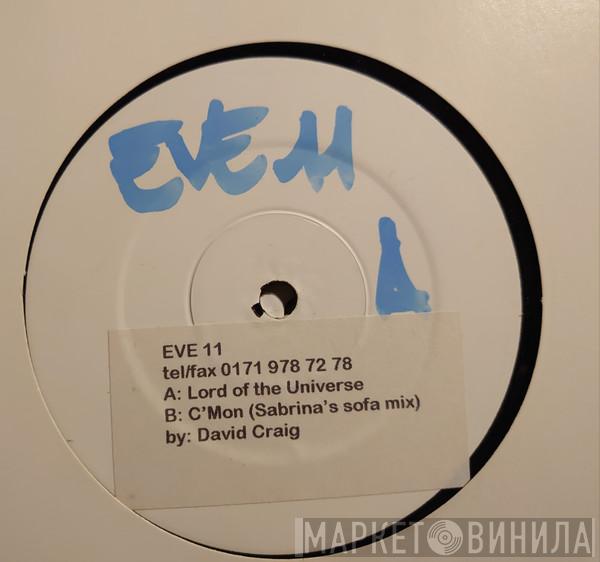 EVE 11
EVE 11
tel/fax 0171 978 72 78
A: Lord of the Universe
B: C'Mon (Sabrina's sofa mix)
by: David Craig
МАРКЕТ ВИНИЛА